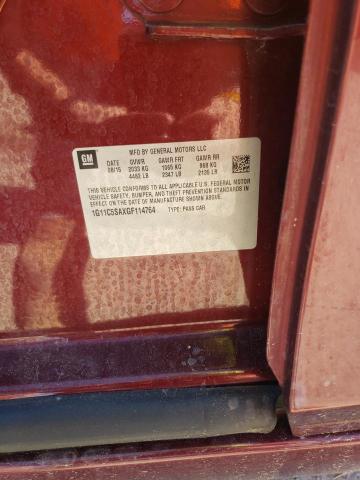 GM
MFD BY GENERAL MOTORS LLC
DATE GVWR GAWR FRT GAWR RR
08/15 2033 KG 1065 KG 968 KG
4482 LB 2347 LB 2135 LB
THIS VEHICLE CONFORMS TO ALL APPLICABLE U.S. FEDERAL MOTOR
VEHICLE SAFETY, BUMPER, AND THEFT PREVENTION STANDARDS
IN EFFECT ON THE DATE OF MANUFACTURE SHOWN ABOVE.
1G11C5SAXGF114764 TYPE: PASS CAR